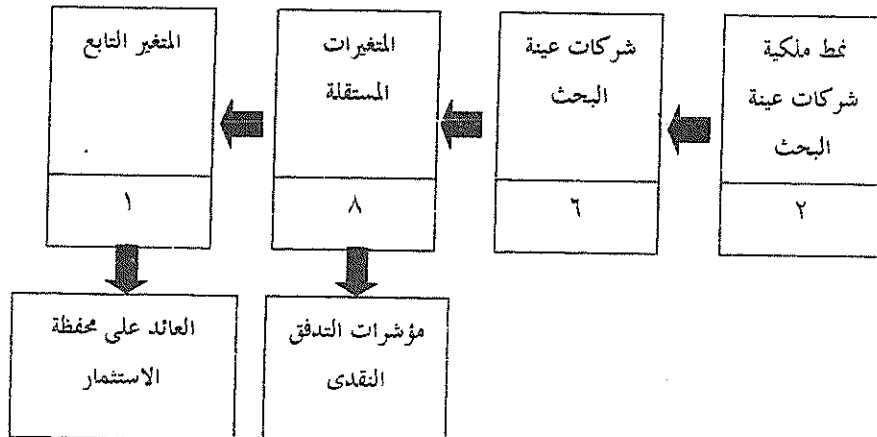 نمط ملكية
شركات عينة
البحث
٢
شركات عينة
البحث
٦
المتغيرات
المستقلة
٨
المتغير التابع
١
مؤشرات التدفق
النقدى
العائد على محفظة
الاستثمار